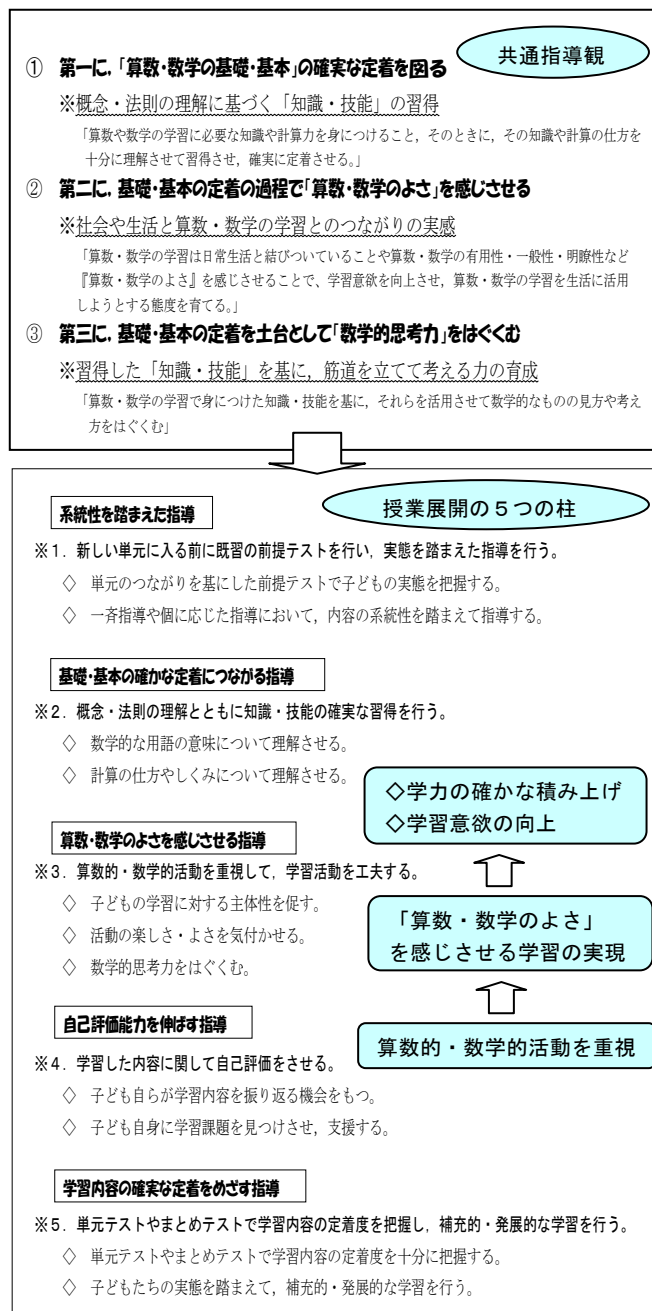 共通指導観
① 第一に,「算数・数学の基礎・基本」の確実な定着を図る
※概念・法則の理解に基づく「知識・技能」の習得
「算数や数学の学習に必要な知識や計算力を身につけること，そのときに，その知識や計算の仕方を
十分に理解させて習得させ，確実に定着させる。」
② 第二に, 基礎・基本の定着の過程で「算数・数学のよさ」を感じさせる
※社会や生活と算数・数学の学習とのつながりの実感
「算数・数学の学習は日常生活と結びついていることや算数・数学の有用性・一般性・明瞭性など
『算数・数学のよさ』を感じさせることで、学習意欲を向上させ，算数・数学の学習を生活に活用
しようとする態度を育てる。」
③ 第三に, 基礎・基本の定着を土台として「数学的思考力」をはぐくむ
※習得した「知識・技能」を基に，筋道を立てて考える力の育成
「算数・数学の学習で身につけた知識・技能を基に，それらを活用させて数学的なものの見方や考え
方をはぐくむ」
授業展開の５つの柱
系統性を踏まえた指導
※１．新しい単元に入る前に既習の前提テストを行い，実態を踏まえた指導を行う。
◇ 単元のつながりを基にした前提テストで子どもの実態を把握する。
◇ 一斉指導や個に応じた指導において，内容の系統性を踏まえて指導する。
基礎・基本の確かな定着につながる指導
※２．概念・法則の理解とともに知識・技能の確実な習得を行う。
◇ 数学的な用語の意味について理解させる。
◇ 計算の仕方やしくみについて理解させる。
◇学力の確かな積み上げ
◇学習意欲の向上
算数・数学のよさを感じさせる指導
※３．算数的・数学的活動を重視して，学習活動を工夫する。
◇ 子どもの学習に対する主体性を促す。
◇ 活動の楽しさ・よさを気付かせる。
◇ 数学的思考力をはぐくむ。
「算数・数学のよさ」
を感じさせる学習の実現
自己評価能力を伸ばす指導
算数的・数学的活動を重視
※４．学習した内容に関して自己評価をさせる。
◇ 子ども自らが学習内容を振り返る機会をもつ。
◇ 子ども自身に学習課題を見つけさせ，支援する。
学習内容の確実な定着をめざす指導
※５．単元テストやまとめテストで学習内容の定着度を把握し，補充的・発展的な学習を行う。
◇ 単元テストやまとめテストで学習内容の定着度を十分に把握する。
◇ 子どもたちの実態を踏まえて，補充的・発展的な学習を行う。